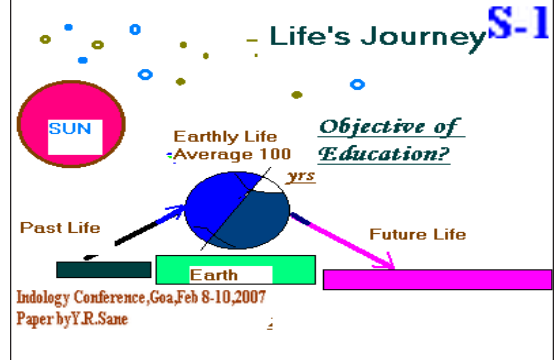 S-1
– Life's Journey
SUN
Earthly Life
Average 100
yrs
Objective of
Education?
Past Life
Future Life
Earth
Indology Conference,Goa,Feb 8-10,2007
Paper byY.R.Sane